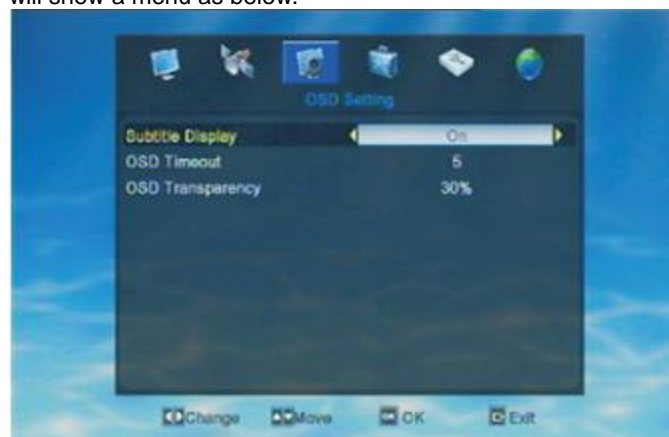 will show a menu as below.
OSD Setting
Subtitle Display On
OSD Timeout 5
OSD Transparency 30%
Change Move OK Exit